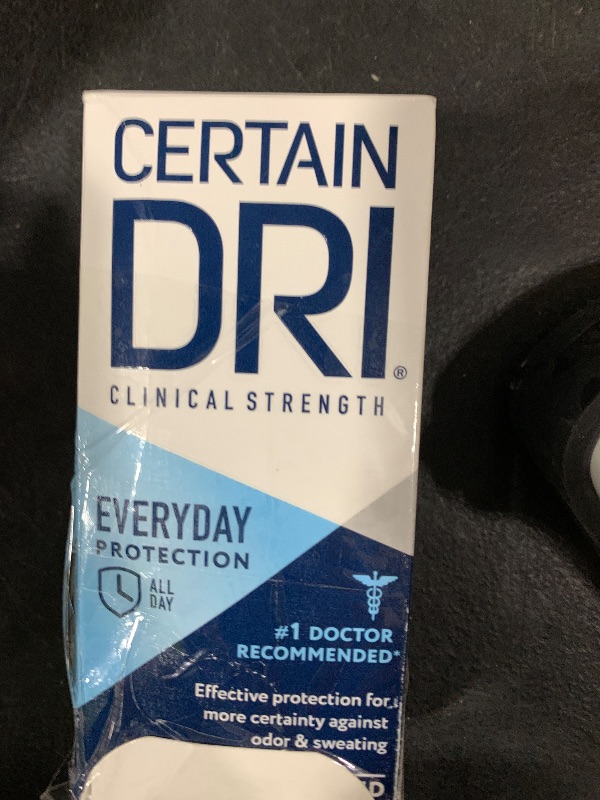 CERTAIN
DRI®
CLINICAL STRENGTH
EVERYDAY
PROTECTION
ALL
DAY
#1 DOCTOR
RECOMMENDED*
Effective protection for
more certainty against
odor & sweating